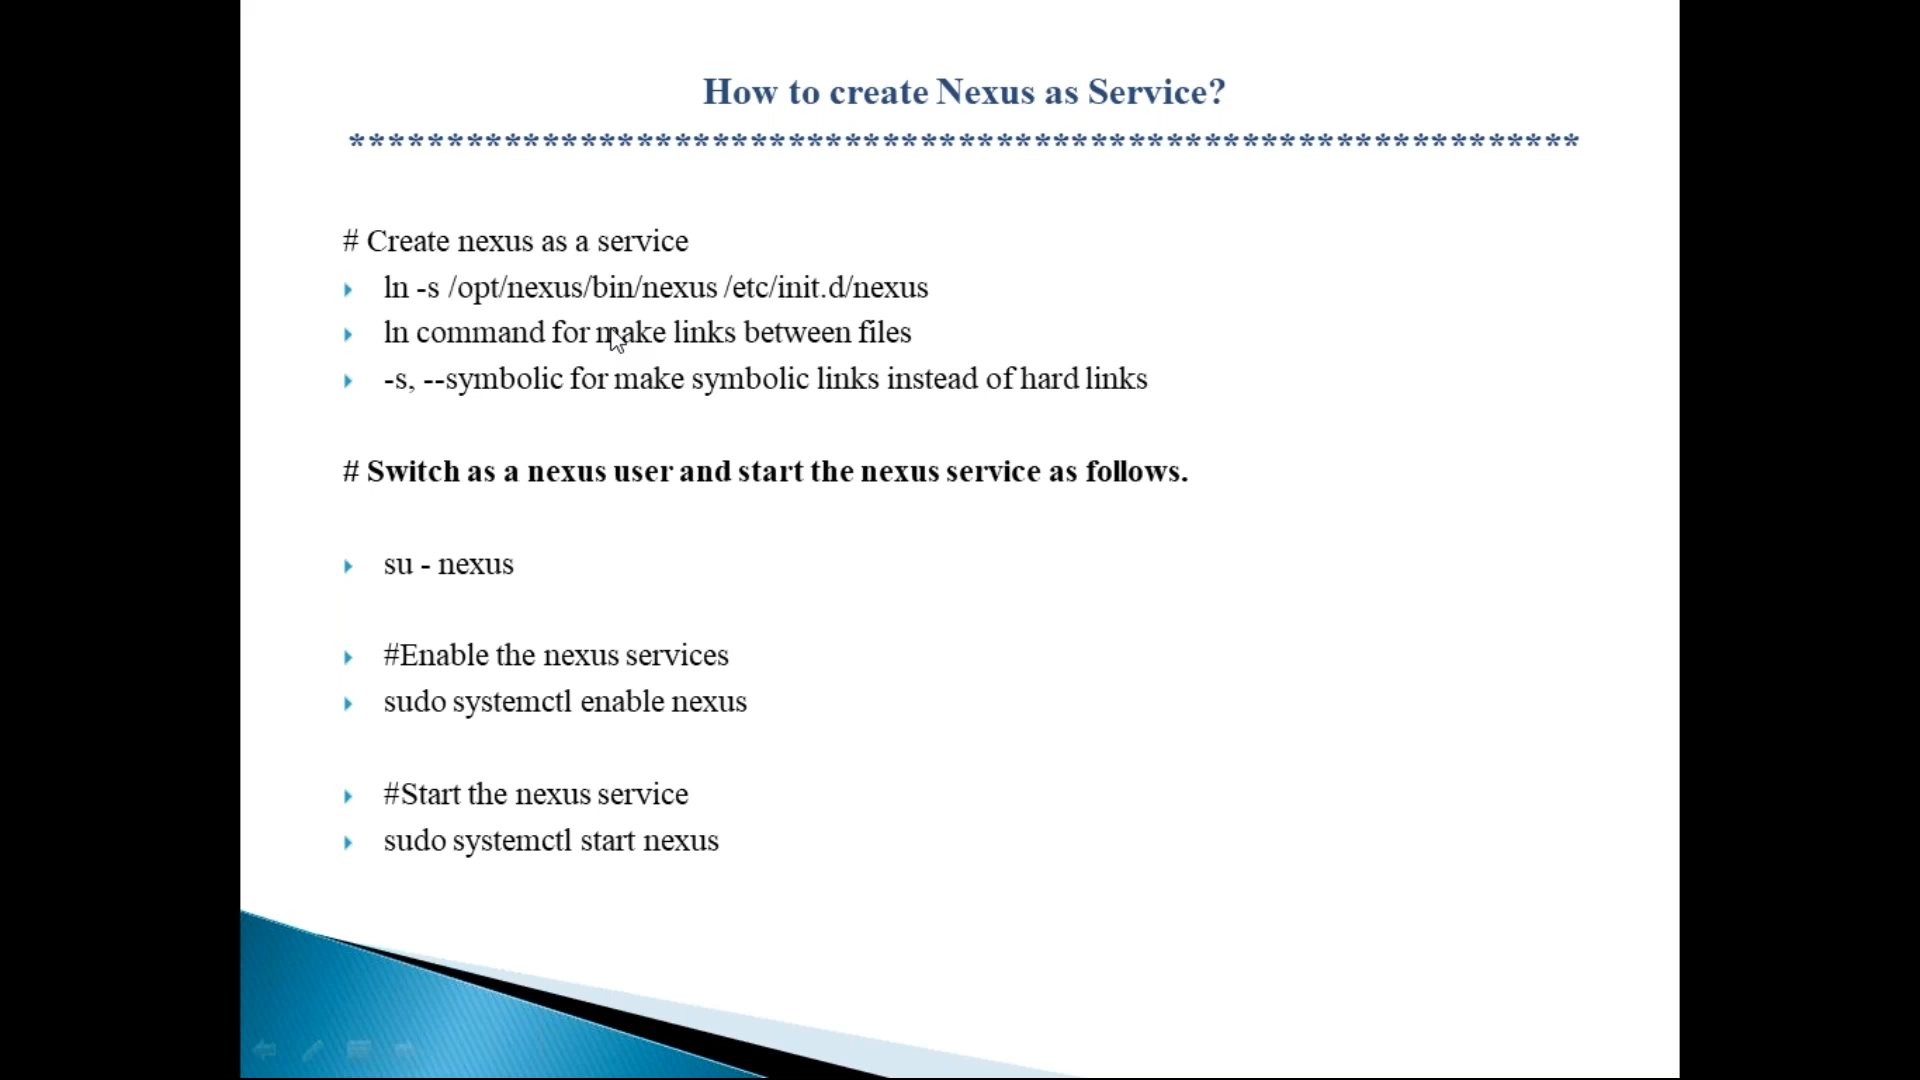 How to create Nexus as Service?
***************************************************************
# Create nexus as a service
ln -s /opt/nexus/bin/nexus /etc/init.d/nexus
ln command for make links between files
-s, --symbolic for make symbolic links instead of hard links
# Switch as a nexus user and start the nexus service as follows.
su - nexus
#Enable the nexus services
sudo systemctl enable nexus
#Start the nexus service
sudo systemctl start nexus